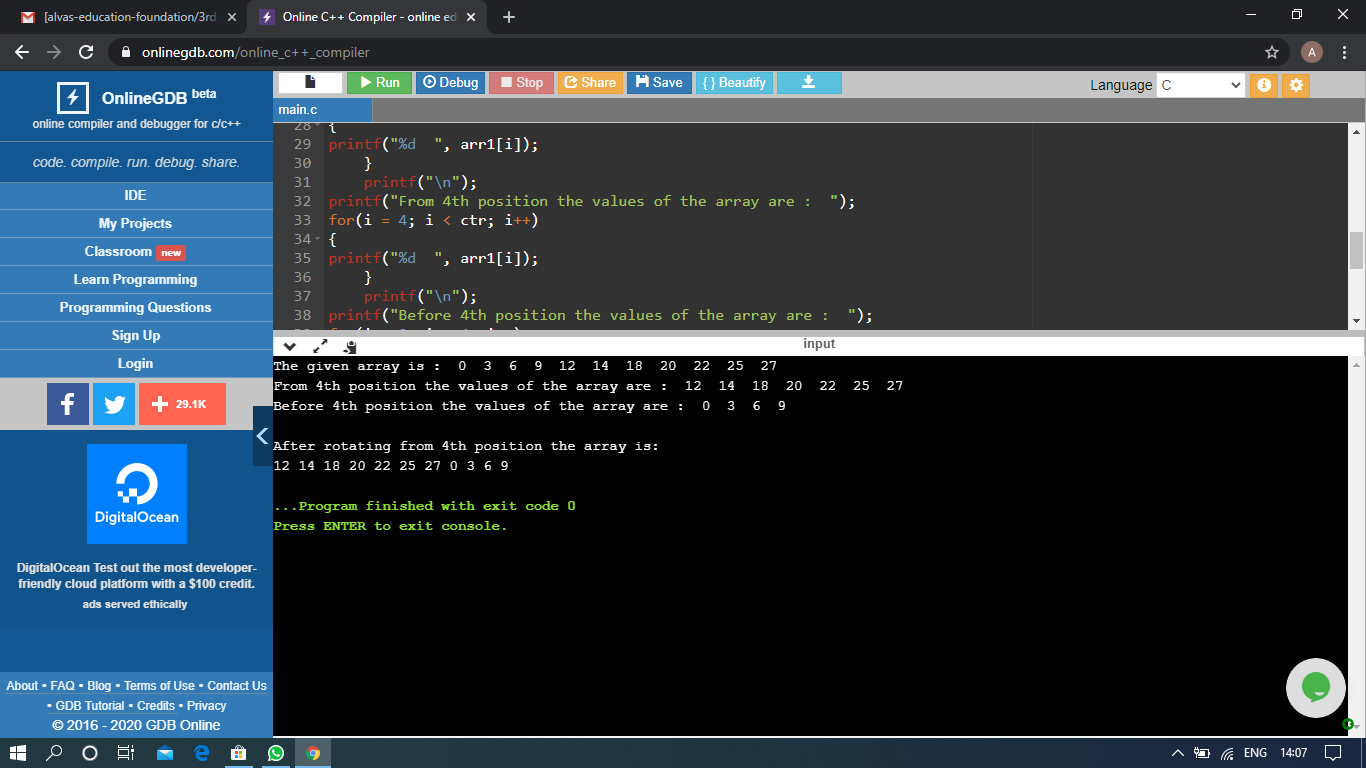 [alvas-education-foundation/3rd
Online C++ Compiler - online ed
onlinegdb.com/online_c++_compiler
A
OnlineGDB beta
online compiler and debugger for c/c++
code. compile. run. debug. share.
IDE
My Projects
Classroom new
Learn Programming
Programming Questions
Sign Up
Login
f
+ 29.1K
DigitalOcean
DigitalOcean Test out the most developer-
friendly cloud platform with a $100 credit.
ads served ethically
About • FAQ • Blog • Terms of Use • Contact Us
• GDB Tutorial • Credits • Privacy
© 2016 - 2020 GDB Online
Run Debug Stop Share Save { } Beautify
Language C
main.c
28 {
29 printf("%d  ", arr1[i]);
30     }
31     printf("\n");
32 printf("From 4th position the values of the array are :  ");
33 for(i = 4; i < ctr; i++)
34 {
35 printf("%d  ", arr1[i]);
36     }
37     printf("\n");
38 printf("Before 4th position the values of the array are :  ");
input
The given array is :  0  3  6  9  12  14  18  20  22  25  27
From 4th position the values of the array are :  12  14  18  20  22  25  27
Before 4th position the values of the array are :  0  3  6  9
After rotating from 4th position the array is:
12 14 18 20 22 25 27 0 3 6 9
...Program finished with exit code 0
Press ENTER to exit console.
ENG 14:07